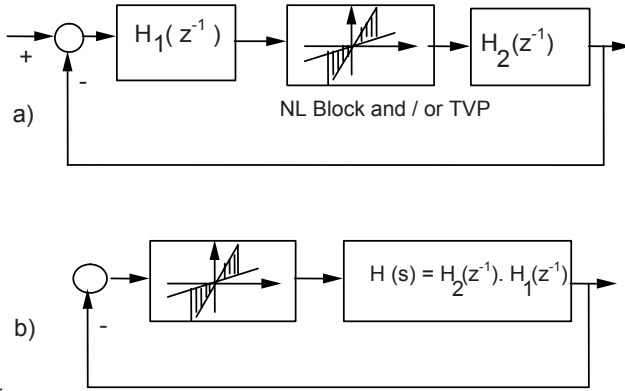 +
-
H₁( z⁻¹ )
H₂(z⁻¹)
NL Block and / or TVP
a)
H (s) = H₂(z⁻¹). H₁(z⁻¹)
b)
-